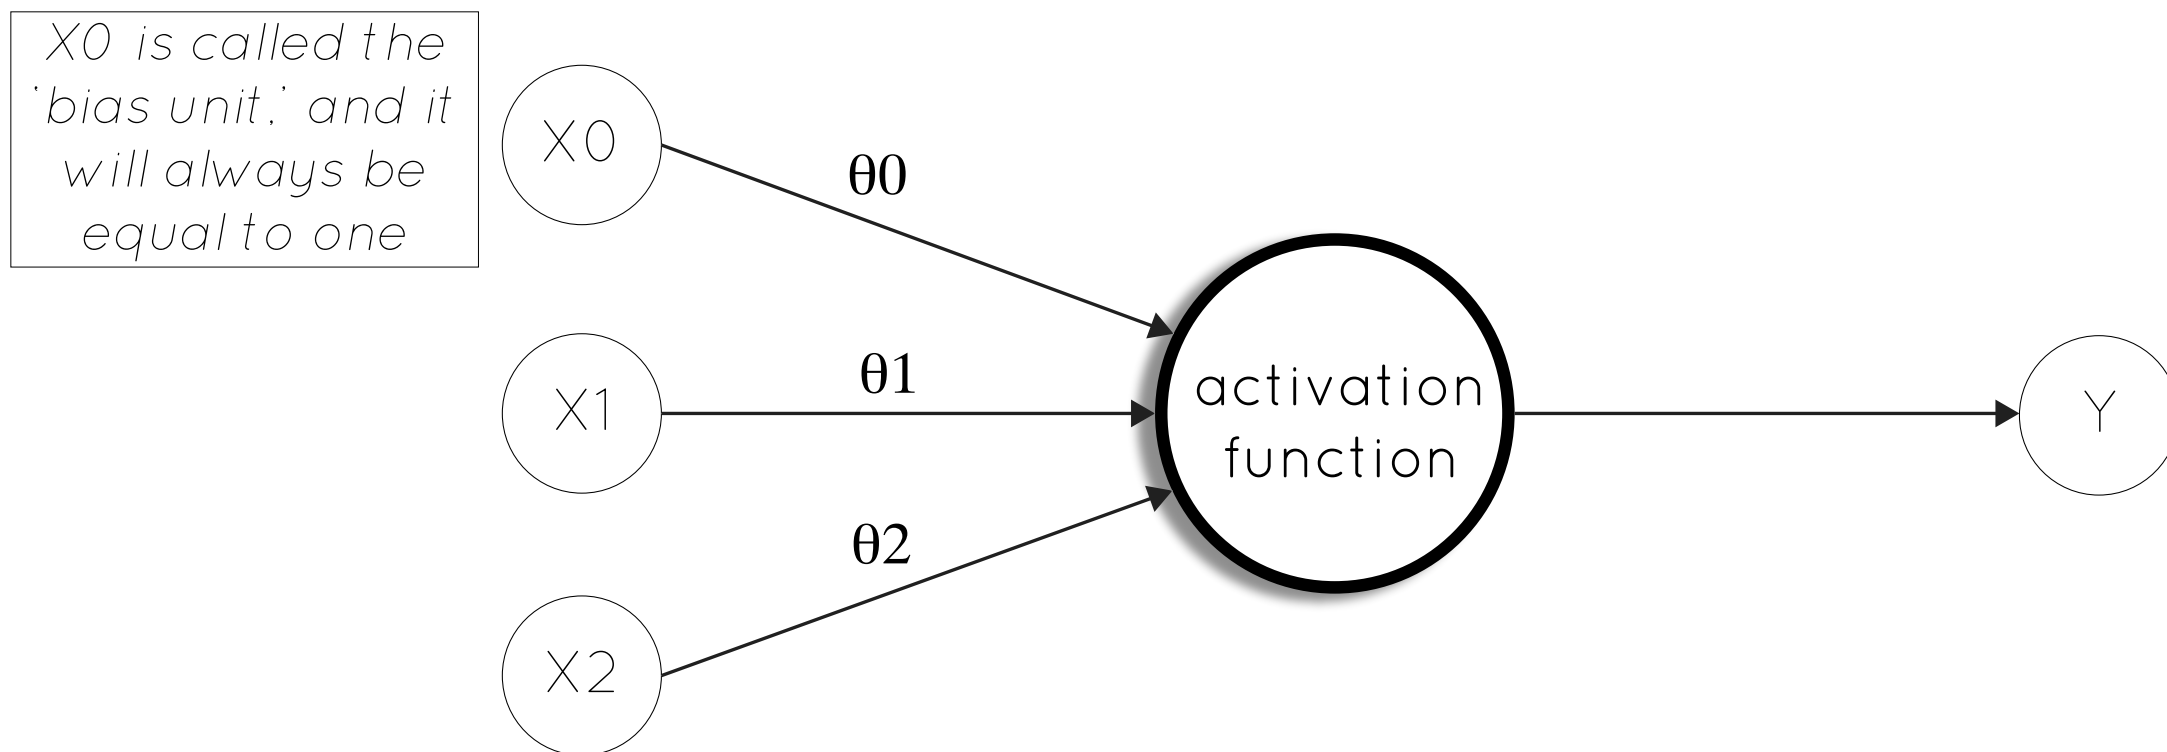 X0 is called the
'bias unit,' and it
will always be
equal to one
X0
θ0
X1
θ1
activation
function
Y
θ2
X2